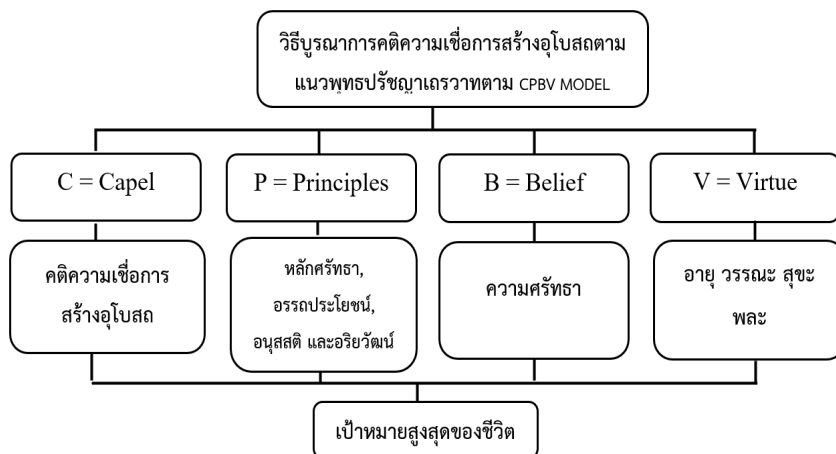 วิธีบูรณาการคติความเชื่อการสร้างอุโบสถตาม
แนวพุทธปรัชญาเถรวาทตาม CPBV MODEL
C = Capel
P = Principles
B = Belief
V = Virtue
คติความเชื่อการ
สร้างอุโบสถ
หลักศรัทธา,
อรรถประโยชน์,
อนุสสติ และอริยวัฒน์
ความศรัทธา
อายุ วรรณะ สุขะ
พละ
เป้าหมายสูงสุดของชีวิต